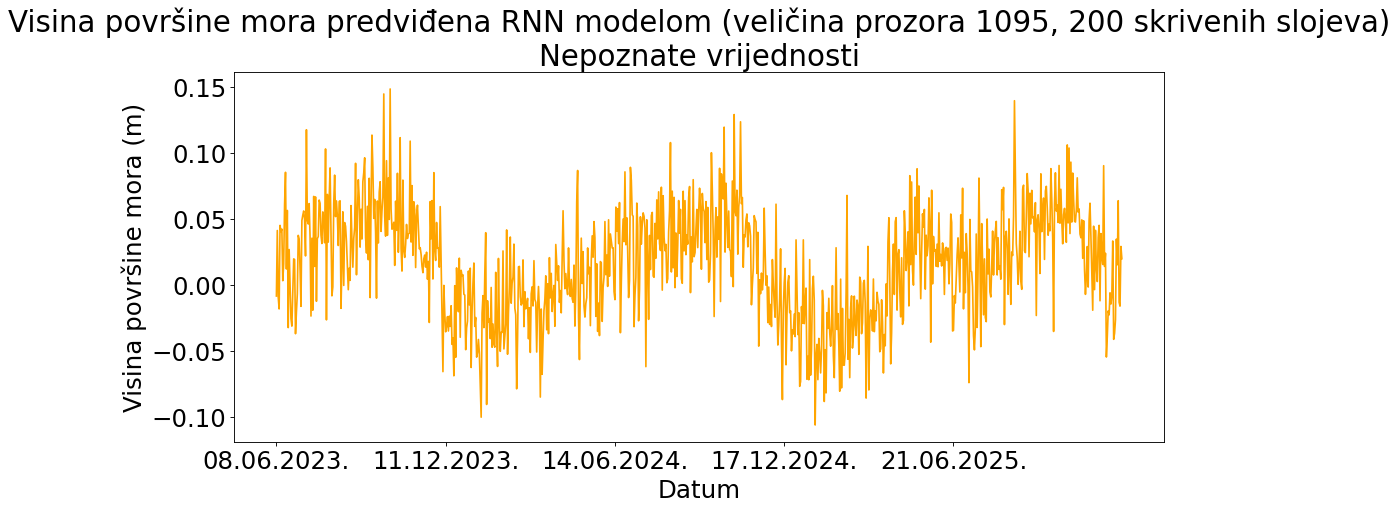 Visina površine mora predviđena RNN modelom (veličina prozora 1095, 200 skrivenih slojeva)
Nepoznate vrijednosti
Visina površine mora (m)
0.15
0.10
0.05
0.00
−0.05
−0.10
08.06.2023. 11.12.2023. 14.06.2024. 17.12.2024. 21.06.2025.
Datum